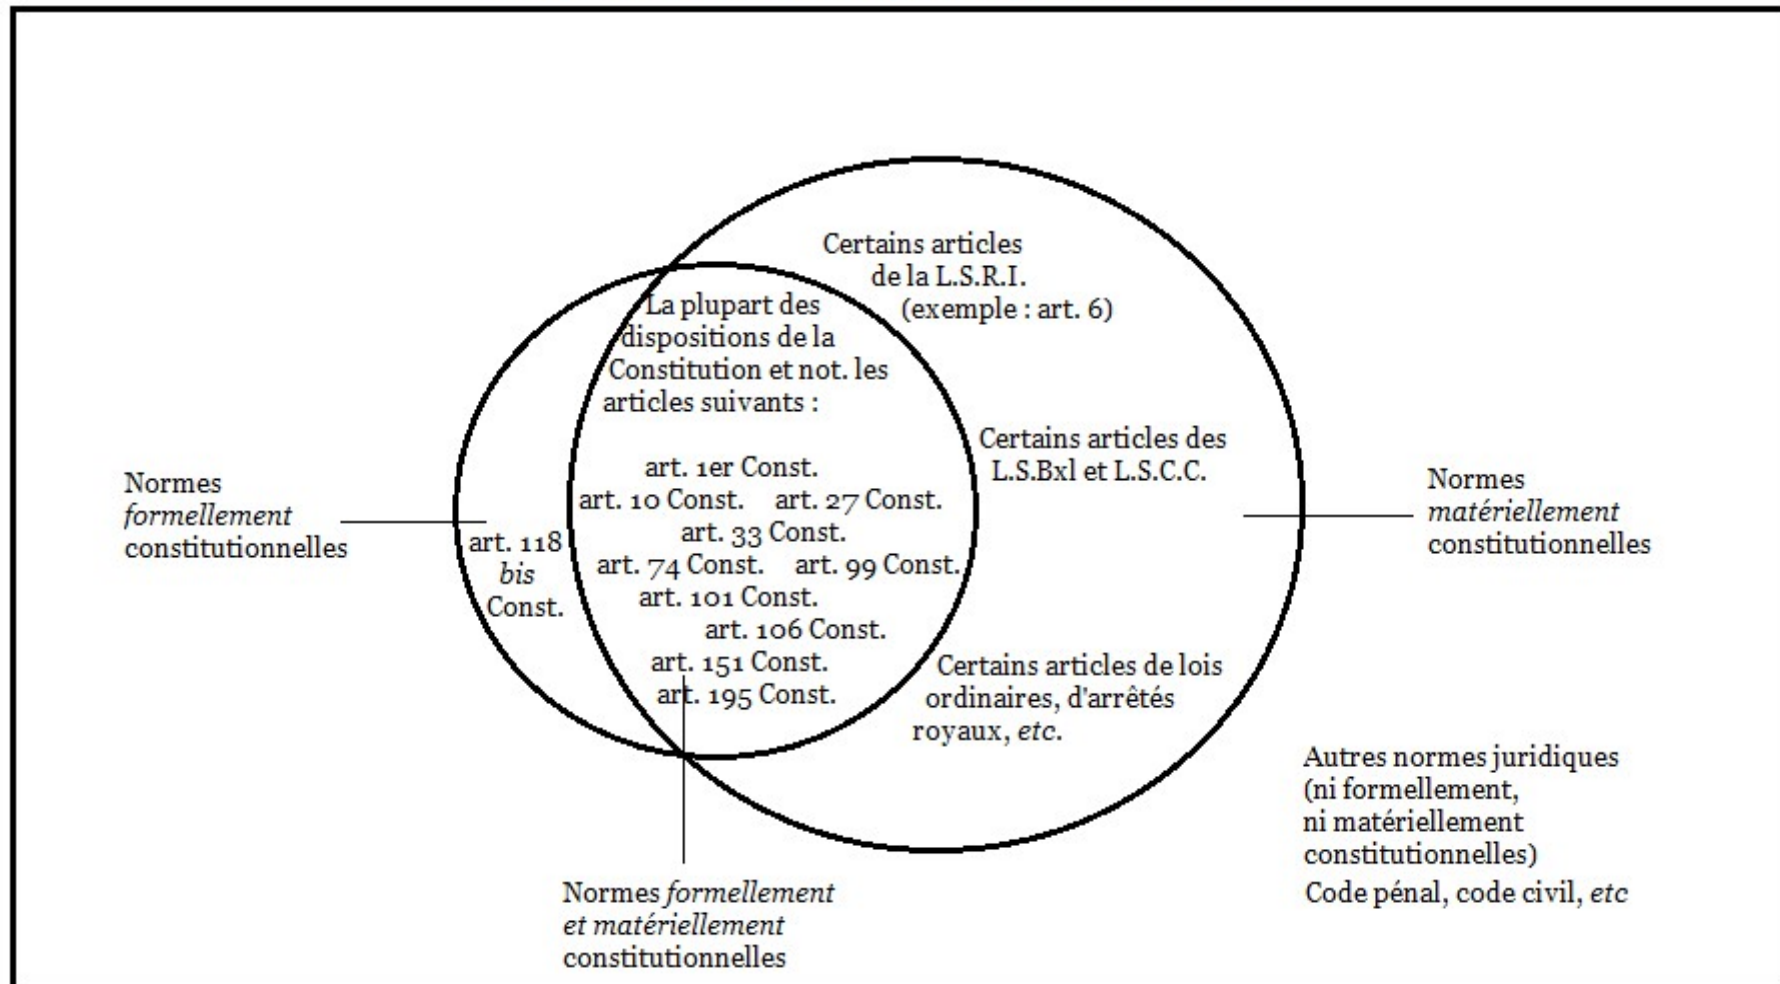 Certains articles
de la L.S.R.I.
(exemple : art. 6)
La plupart des
dispositions de la
Constitution et not. les
articles suivants :
art. 1er Const.
art. 10 Const. art. 27 Const.
art. 33 Const.
art. 74 Const. art. 99 Const.
art. 101 Const.
art. 106 Const.
art. 151 Const.
art. 195 Const.
Certains articles des
L.S.Bxl et L.S.C.C.
Normes
formellement
constitutionnelles
art. 118
bis
Const.
Normes
matériellement
constitutionnelles
Certains articles de lois
ordinaires, d'arrêtés
royaux, etc.
Autres normes juridiques
(ni formellement,
ni matériellement
constitutionnelles)
Code pénal, code civil, etc
Normes formellement
et matériellement
constitutionnelles